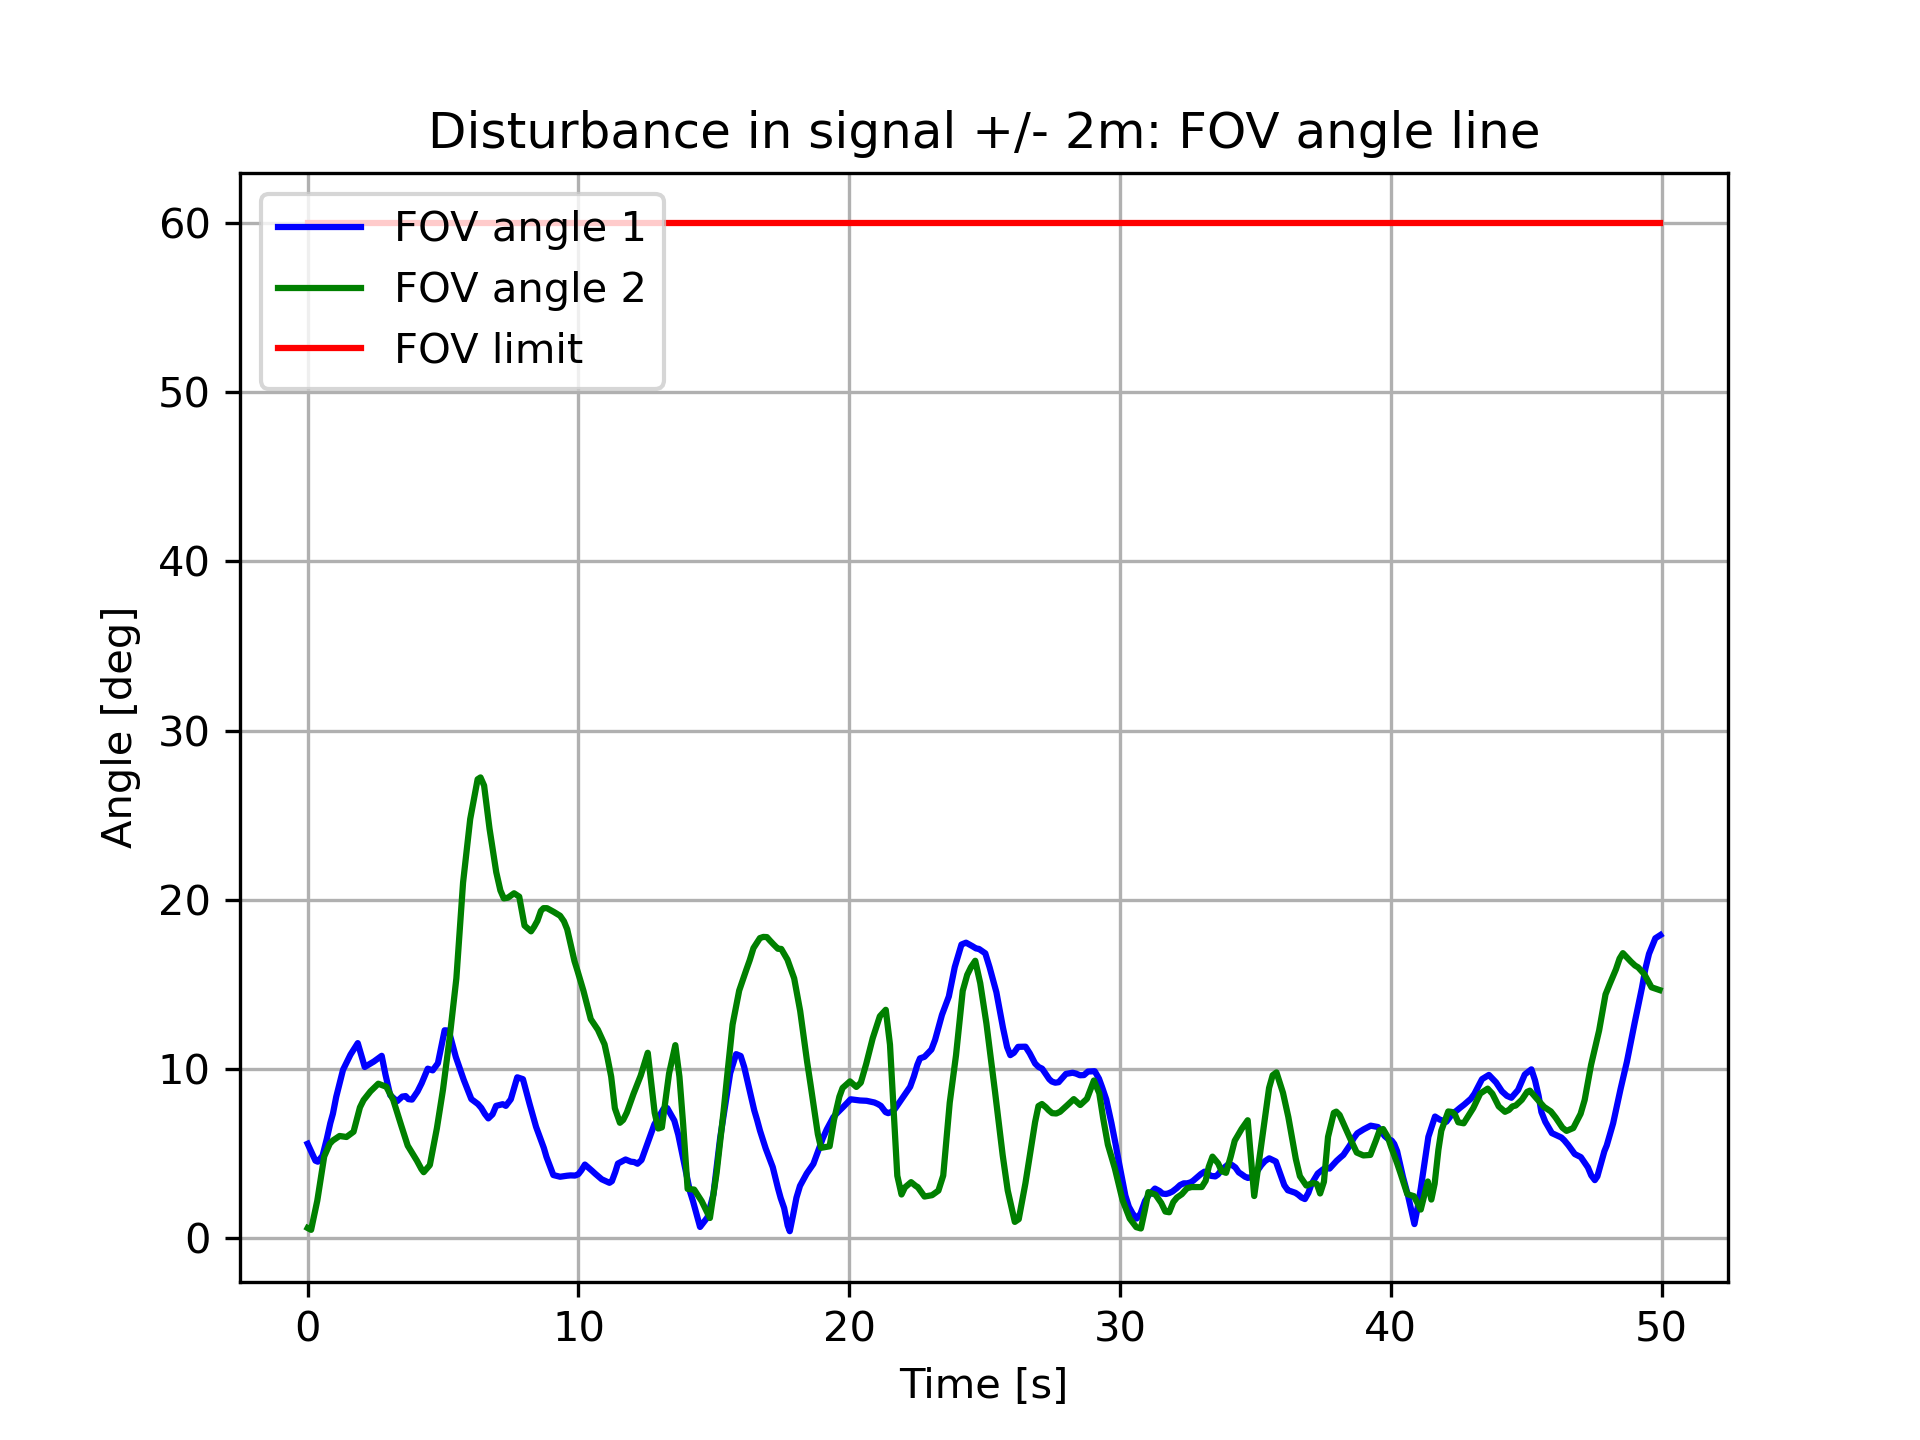 Disturbance in signal +/- 2m: FOV angle line
FOV angle 1
FOV angle 2
FOV limit
60
50
40
30
20
10
0
Angle [deg]
0 10 20 30 40 50
Time [s]